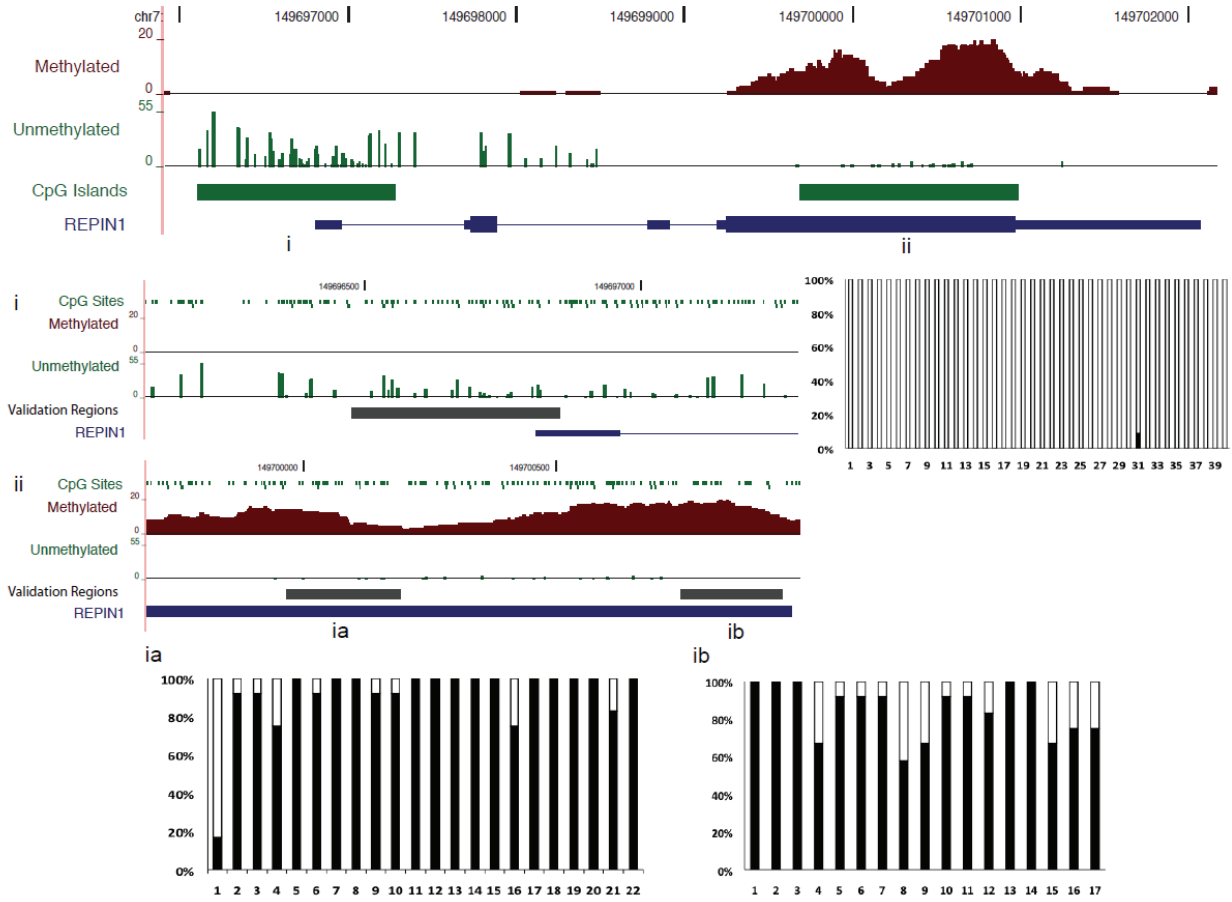 chr7: 149697000 149698000 149699000 149700000 149701000 149702000
20
Methylated
0
55
Unmethylated
0
CpG Islands
REPIN1
i ii
i
149696500 149697000
CpG Sites
Methylated
20
0
Unmethylated
55
0
Validation Regions
REPIN1
100%
80%
60%
40%
20%
0%
1 3 5 7 9 11 13 15 17 19 21 23 25 27 29 31 33 35 37 39
ii
149700000 149700500
CpG Sites
Methylated
20
0
Unmethylated
55
0
Validation Regions
REPIN1
ia ib
ia
100%
80%
60%
40%
20%
0%
1 2 3 4 5 6 7 8 9 10 11 12 13 14 15 16 17 18 19 20 21 22
ib
100%
80%
60%
40%
20%
0%
1 2 3 4 5 6 7 8 9 10 11 12 13 14 15 16 17